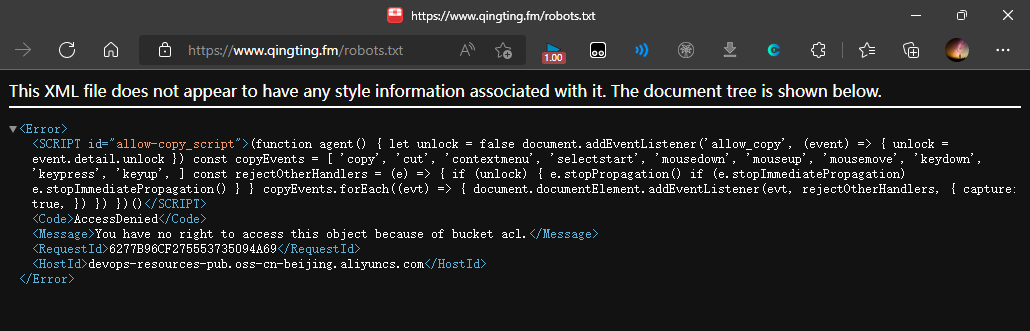 https://www.qingting.fm/robots.txt
https://www.qingting.fm/robots.txt
1.00
This XML file does not appear to have any style information associated with it. The document tree is shown below.
▼<Error>
<SCRIPT id="allow-copy_script">(function agent() { let unlock = false document.addEventListener('allow_copy', (event) => { unlock =
event.detail.unlock }) const copyEvents = [ 'copy', 'cut', 'contextmenu', 'selectstart', 'mousedown', 'mouseup', 'mousemove', 'keydown',
'keypress', 'keyup', ] const rejectOtherHandlers = (e) => { if (unlock) { e.stopPropagation() if (e.stopImmediatePropagation)
e.stopImmediatePropagation() } } copyEvents.forEach((evt) => { document.documentElement.addEventListener(evt, rejectOtherHandlers, { capture:
true, }) }) })()</SCRIPT>
<Code>AccessDenied</Code>
<Message>You have no right to access this object because of bucket acl.</Message>
<RequestId>6277B96CF275553735094A69</RequestId>
<HostId>devops-resources-pub.oss-cn-beijing.aliyuncs.com</HostId>
</Error>